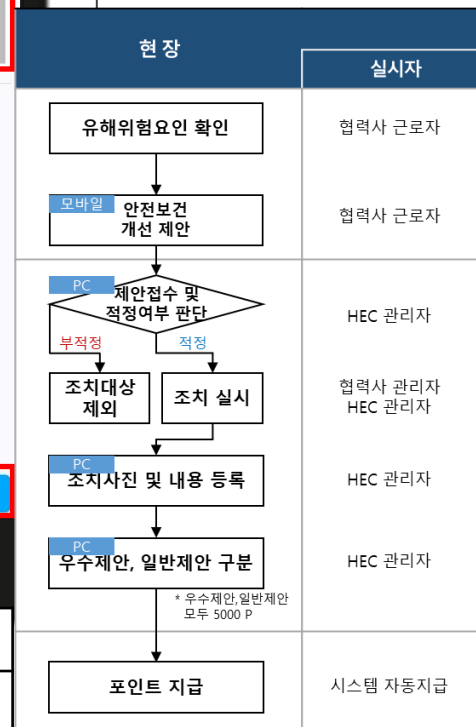 현 장
실시자
유해위험요인 확인
협력사 근로자
모바일
안전보건
개선 제안
협력사 근로자
PC
제안접수 및
적정여부 판단
HEC 관리자
부적정
적정
조치대상
제외
조치 실시
협력사 관리자
HEC 관리자
PC
조치사진 및 내용 등록
HEC 관리자
PC
우수제안, 일반제안 구분
HEC 관리자
* 우수제안,일반제안
모두 5000 P
포인트 지급
시스템 자동지급